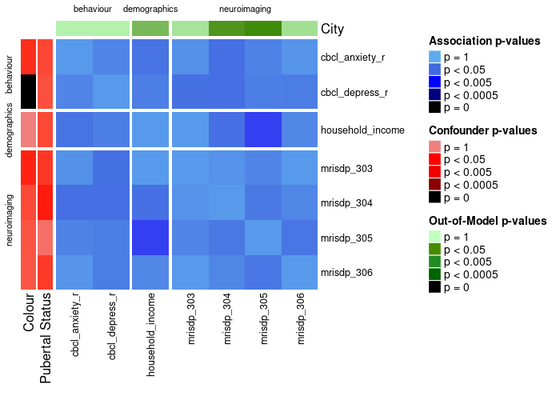 behaviour demographics neuroimaging
City
behaviour
demographics
neuroimaging
cbcl_anxiety_r
cbcl_depress_r
household_income
mrisdp_303
mrisdp_304
mrisdp_305
mrisdp_306
Colour
Pubertal Status
cbcl_anxiety_r
cbcl_depress_r
household_income
mrisdp_303
mrisdp_304
mrisdp_305
mrisdp_306
Association p-values
p = 1
p < 0.05
p < 0.005
p < 0.0005
p = 0
Confounder p-values
p = 1
p < 0.05
p < 0.005
p < 0.0005
p = 0
Out-of-Model p-values
p = 1
p < 0.05
p < 0.005
p < 0.0005
p = 0